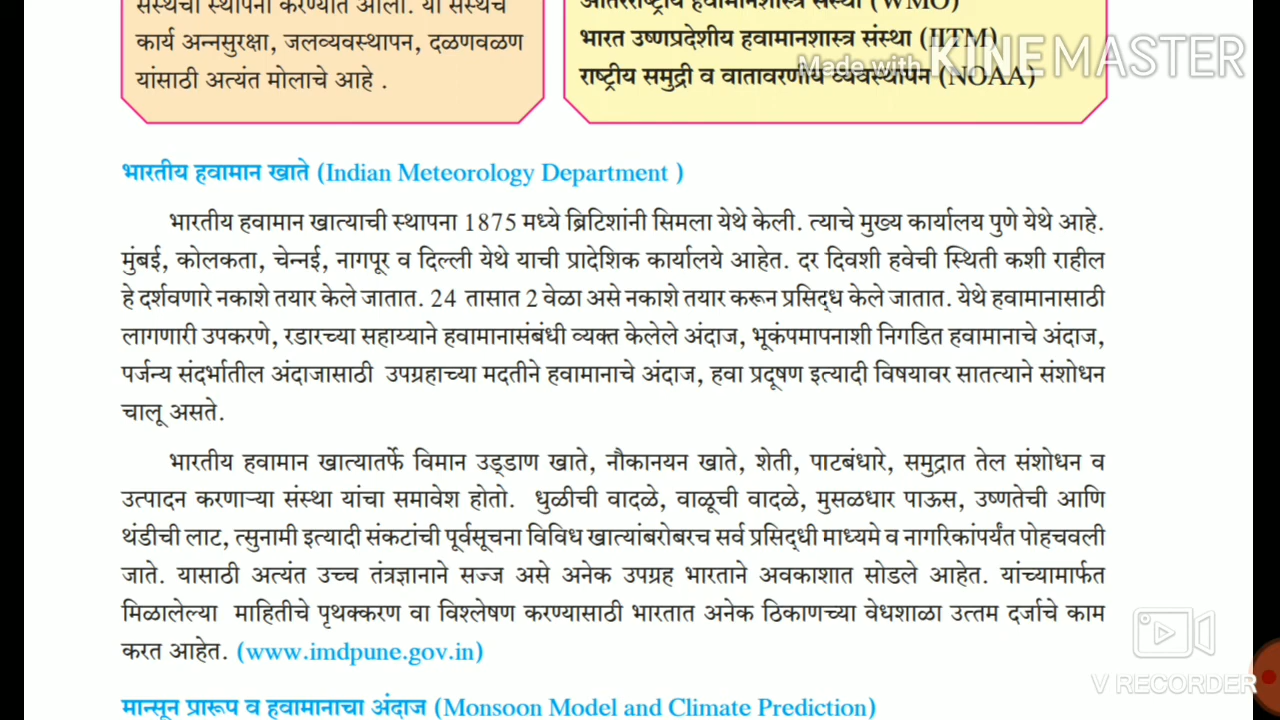 संस्थेची स्थापना करण्यात आली. या संस्थेचे
कार्य अन्नसुरक्षा, जलव्यवस्थापन, दळणवळण
यांसाठी अत्यंत मोलाचे आहे .
आंतरराष्ट्रीय हवामानशास्त्र संस्था (WMO)
भारत उष्णप्रदेशीय हवामानशास्त्र संस्था (IITM)
राष्ट्रीय समुद्री व वातावरणीय व्यवस्थापन (NOAA)
Made with KINEMASTER
भारतीय हवामान खाते (Indian Meteorology Department )
भारतीय हवामान खात्याची स्थापना 1875 मध्ये ब्रिटिशांनी सिमला येथे केली. त्याचे मुख्य कार्यालय पुणे येथे आहे.
मुंबई, कोलकता, चेन्नई, नागपूर व दिल्ली येथे याची प्रादेशिक कार्यालये आहेत. दर दिवशी हवेची स्थिती कशी राहील
हे दर्शवणारे नकाशे तयार केले जातात. 24 तासात 2 वेळा असे नकाशे तयार करून प्रसिद्ध केले जातात. येथे हवामानासाठी
लागणारी उपकरणे, रडारच्या सहाय्याने हवामानासंबंधी व्यक्त केलेले अंदाज, भूकंपमापनाशी निगडित हवामानाचे अंदाज,
पर्जन्य संदर्भातील अंदाजासाठी उपग्रहाच्या मदतीने हवामानाचे अंदाज, हवा प्रदूषण इत्यादी विषयावर सातत्याने संशोधन
चालू असते.
भारतीय हवामान खात्यातर्फे विमान उड्डाण खाते, नौकानयन खाते, शेती, पाटबंधारे, समुद्रात तेल संशोधन व
उत्पादन करणाऱ्या संस्था यांचा समावेश होतो. धुळीची वादळे, वाळूची वादळे, मुसळधार पाऊस, उष्णतेची आणि
थंडीची लाट, त्सुनामी इत्यादी संकटांची पूर्वसूचना विविध खात्यांबरोबरच सर्व प्रसिद्धी माध्यमे व नागरिकांपर्यंत पोहचवली
जाते. यासाठी अत्यंत उच्च तंत्रज्ञानाने सज्ज असे अनेक उपग्रह भारताने अवकाशात सोडले आहेत. यांच्यामार्फत
मिळालेल्या माहितीचे पृथक्करण वा विश्लेषण करण्यासाठी भारतात अनेक ठिकाणच्या वेधशाळा उत्तम दर्जाचे काम
करत आहेत. (www.imdpune.gov.in)
V RECORDER
मान्सून प्रारूप व हवामानाचा अंदाज (Monsoon Model and Climate Prediction)